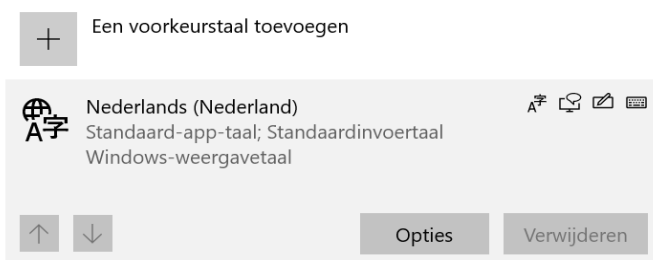 Een voorkeurstaal toevoegen
Nederlands (Nederland)
Standaard-app-taal; Standaardinvoertaal
Windows-weergavetaal
Opties
Verwijderen